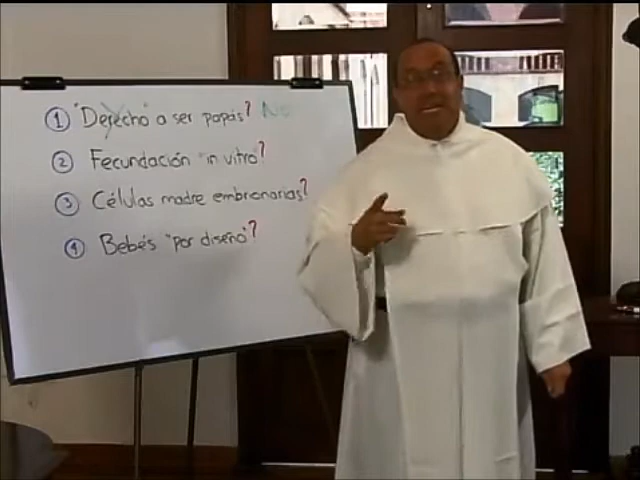 ① "Derecho" a ser papás? No
② Fecundación "in vitro"?
③ Células madre embrionarias?
④ Bebés "por diseño"?